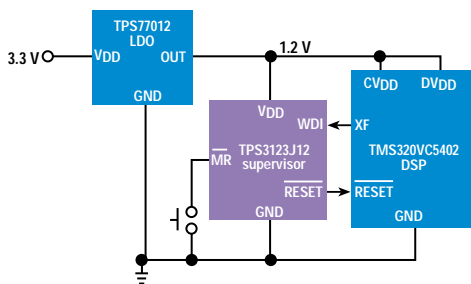 TPS77012
LDO
3.3 V
VDD
OUT
GND
1.2 V
CVDD
DVDD
VDD
WDI
XF
TPS3123J12
supervisor
MR
TMS320VC5402
DSP
RESET
RESET
GND
GND